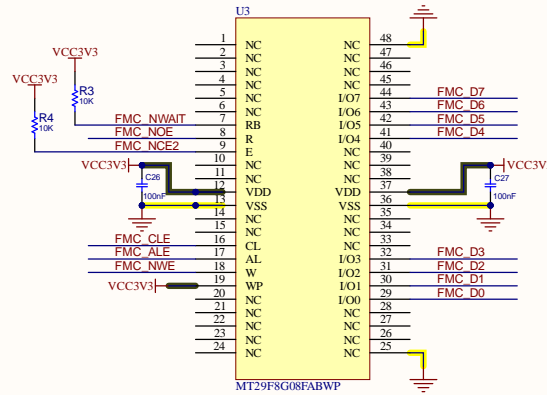 U3
1 NC NC 48
2 NC NC 47
3 NC NC 46
4 NC NC 45
5 NC I/O7 44 FMC_D7
6 NC I/O6 43 FMC_D6
VCC3V3
R3
10K
VCC3V3
R4
10K
FMC_NWAIT 7 RB I/O5 42 FMC_D5
FMC_NOE 8 R I/O4 41 FMC_D4
FMC_NCE2 9 E NC 40
10 NC NC 39
11 NC NC 38
VCC3V3
C26
100nF
12 VDD VDD 37
VCC3V
C27
100nF
13 VSS VSS 36
14 NC NC 35
15 NC NC 34
FMC_CLE 16 CL NC 33
FMC_ALE 17 AL I/O3 32 FMC_D3
FMC_NWE 18 W I/O2 31 FMC_D2
VCC3V3 19 WP I/O1 30 FMC_D1
20 NC I/O0 29 FMC_D0
21 NC NC 28
22 NC NC 27
23 NC NC 26
24 NC NC 25
MT29F8G08FABWP